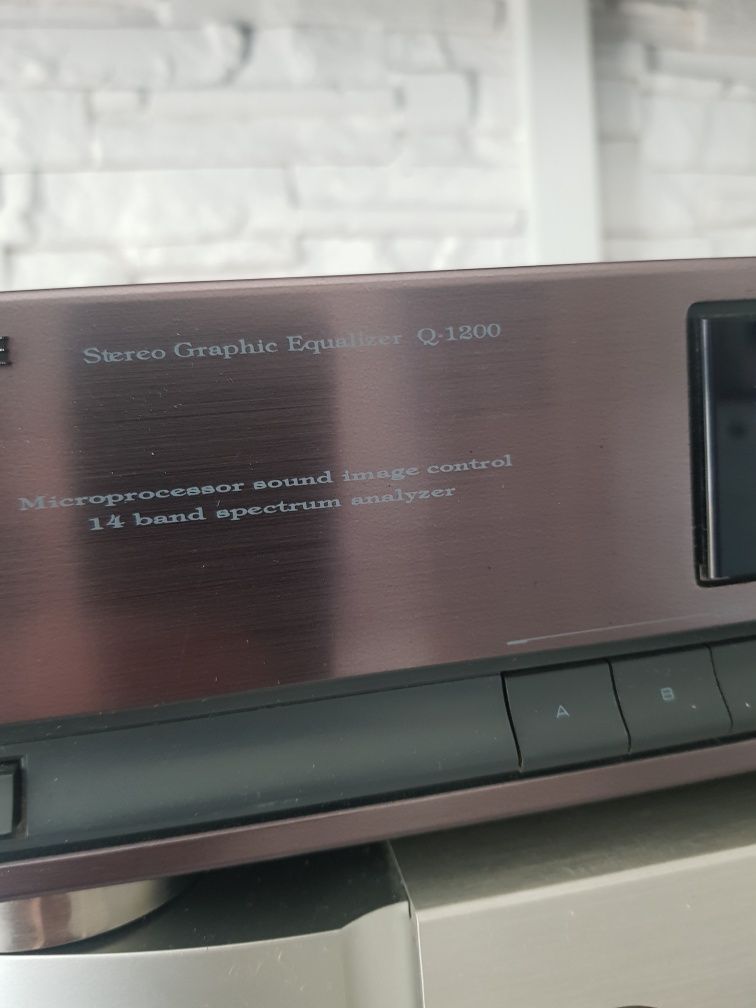 Stereo Graphic Equalizer Q-1200
Microprocessor sound image control
14 band spectrum analyzer
A
B